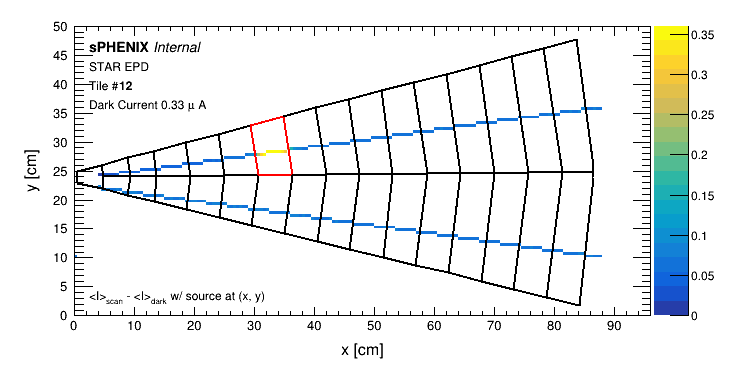 sPHENIX Internal
STAR EPD
Tile #12
Dark Current 0.33 μ A
<I>scan - <I>dark w/ source at (x, y)
y [cm]
50
45
40
35
30
25
20
15
10
5
0
0 10 20 30 40 50 60 70 80 90
x [cm]
0.35
0.3
0.25
0.2
0.15
0.1
0.05
0